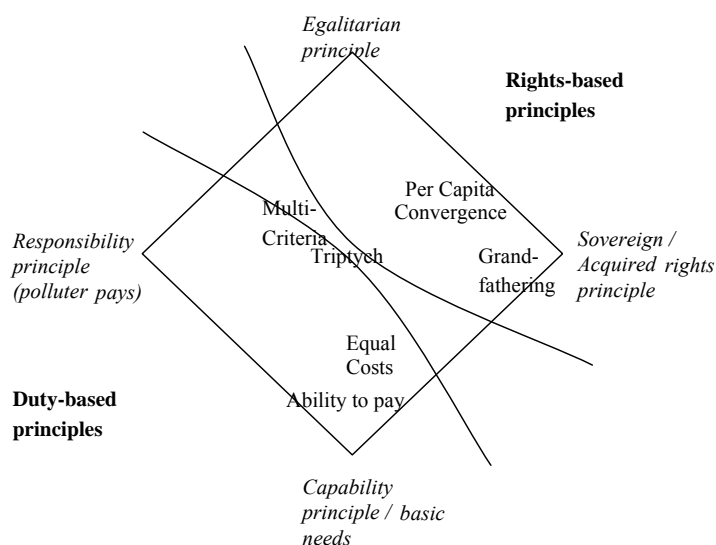 Egalitarian
principle
Rights-based
principles
Per Capita
Convergence
Multi-
Criteria
Triptych
Responsibility
principle
(polluter pays)
Grand-
fathering
Sovereign /
Acquired rights
principle
Equal
Costs
Ability to pay
Duty-based
principles
Capability
principle / basic
needs